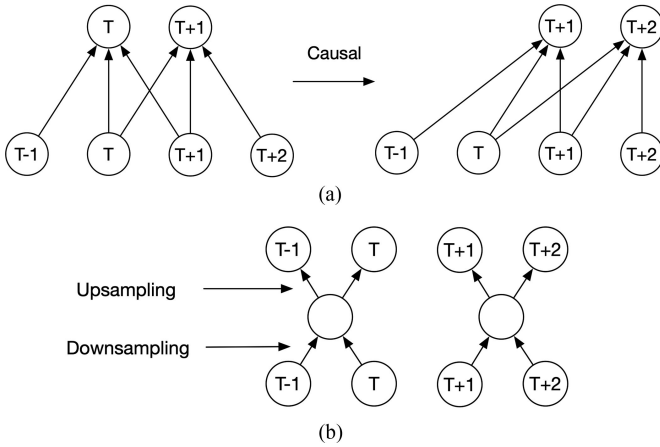 T T+1 Causal T+1 T+2
T-1 T T+1 T+2 T-1 T T+1 T+2
(a)
T-1 T T+1 T+2
Upsampling
Downsampling
T-1 T T+1 T+2
(b)